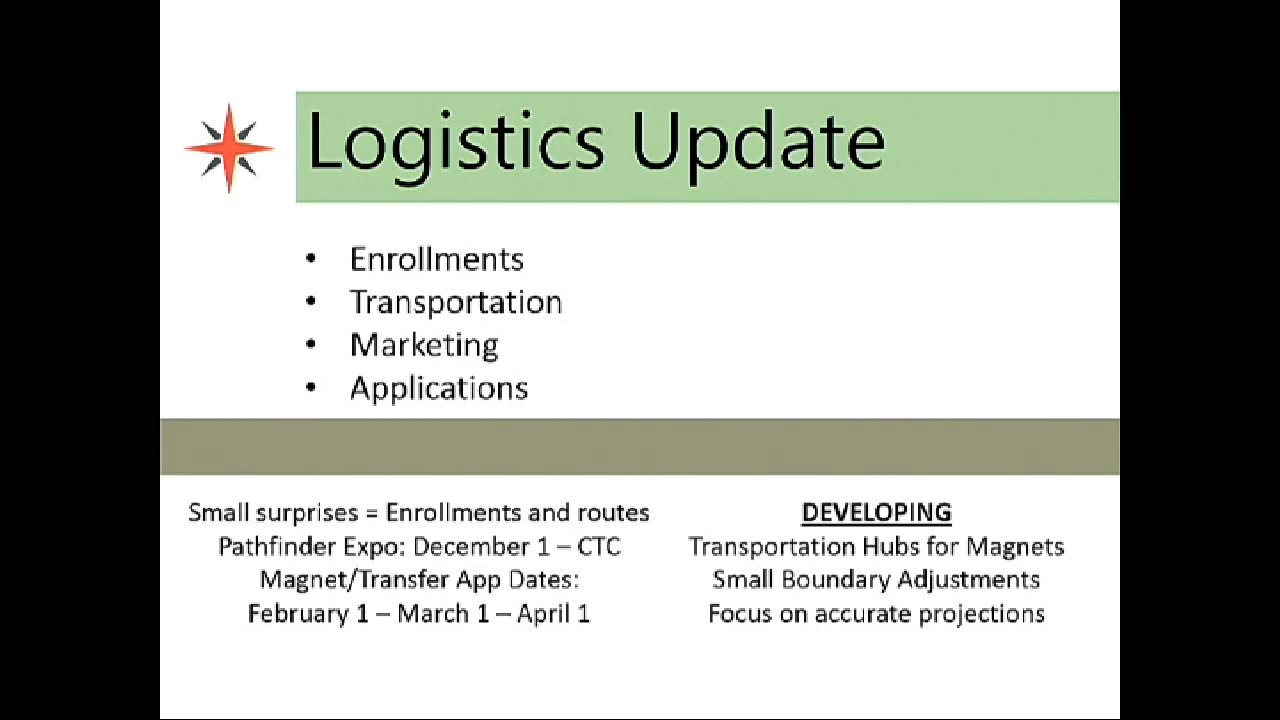 Logistics Update
• Enrollments
• Transportation
• Marketing
• Applications
Small surprises = Enrollments and routes
Pathfinder Expo: December 1 – CTC
Magnet/Transfer App Dates:
February 1 – March 1 – April 1
DEVELOPING
Transportation Hubs for Magnets
Small Boundary Adjustments
Focus on accurate projections